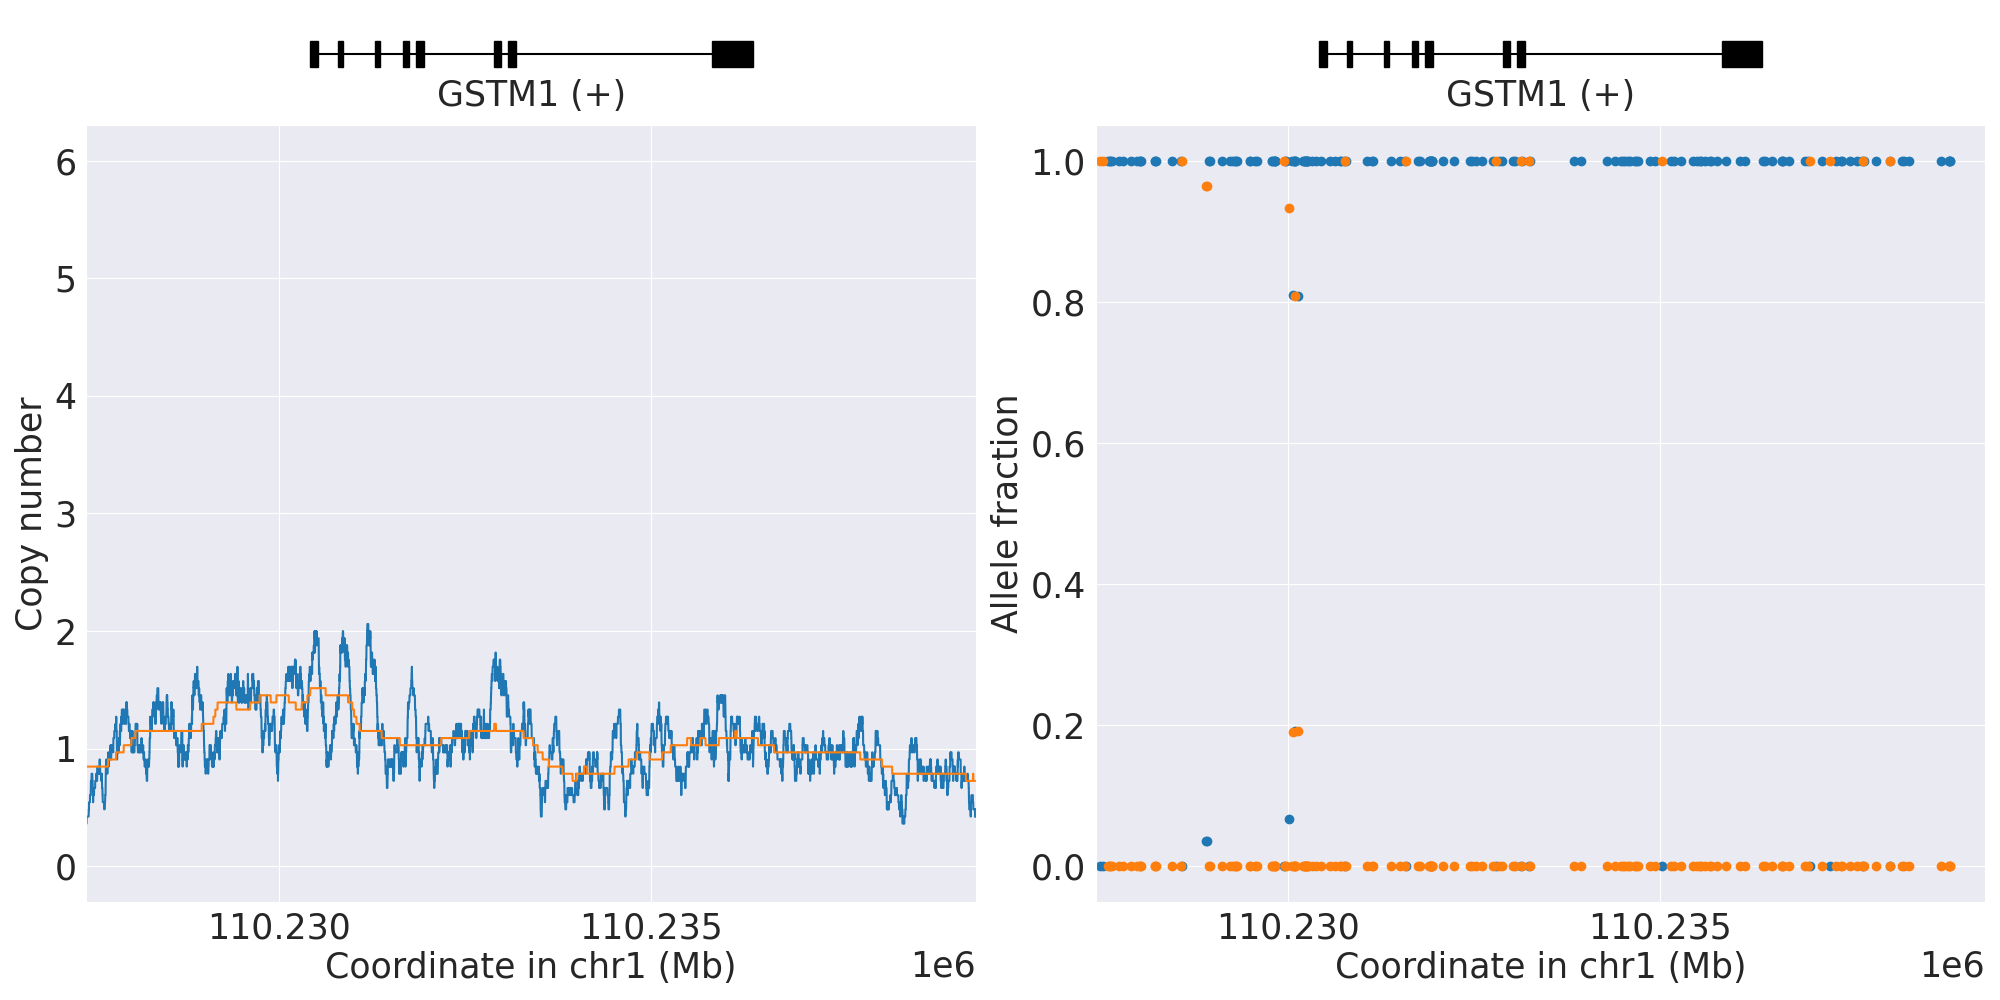 GSTM1 (+)
6
5
4
3
2
1
0
Copy number
110.230 110.235
Coordinate in chr1 (Mb) 1e6
GSTM1 (+)
1.0
0.8
0.6
0.4
0.2
0.0
Allele fraction
110.230 110.235
Coordinate in chr1 (Mb) 1e6